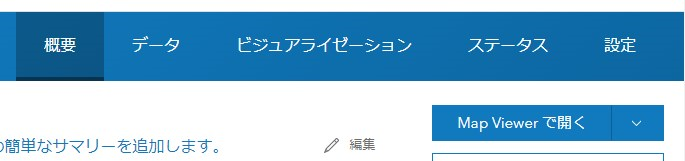 概要 データ ビジュアライゼーション ステータス 設定
Map Viewer で開く
の簡単なサマリーを追加します。 編集